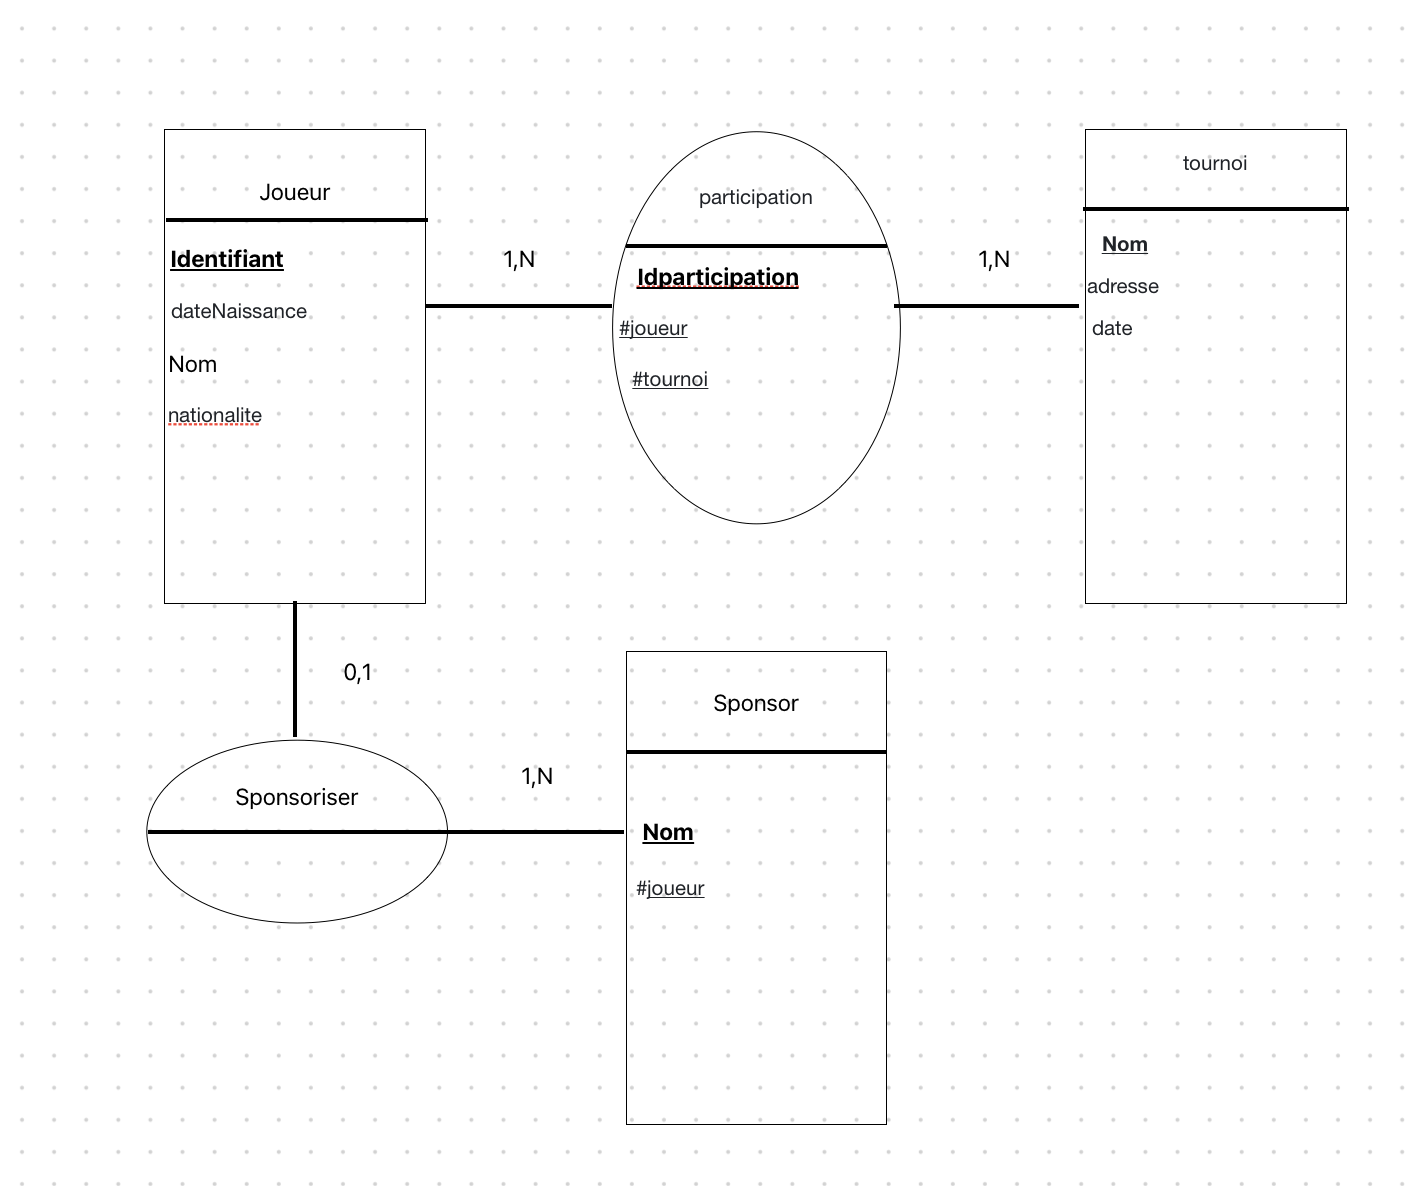 Joueur
Identifiant
dateNaissance
Nom
nationalite
1,N
participation
Idparticipation
#joueur
#tournoi
1,N
tournoi
Nom
adresse
date
0,1
Sponsoriser
1,N
Sponsor
Nom
#joueur